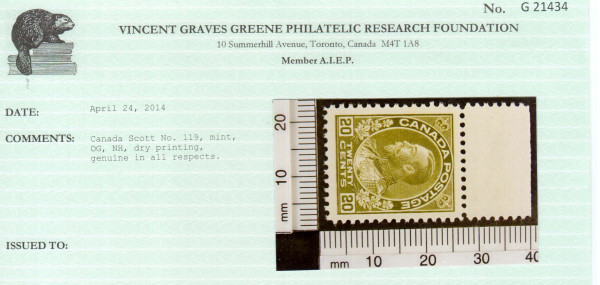 No. G 21434
VINCENT GRAVES GREENE PHILATELIC RESEARCH FOUNDATION
10 Summerhill Avenue, Toronto, Canada M4T 1A8
Member A.I.E.P.
DATE: April 24, 2014
COMMENTS: Canada Scott No. 119, mint,
OG, NH, dry printing,
genuine in all respects.
ISSUED TO:
20
10
mm
CANADA POSTAGE
20 TWENTY CENTS 20
mm 10 20 30 40